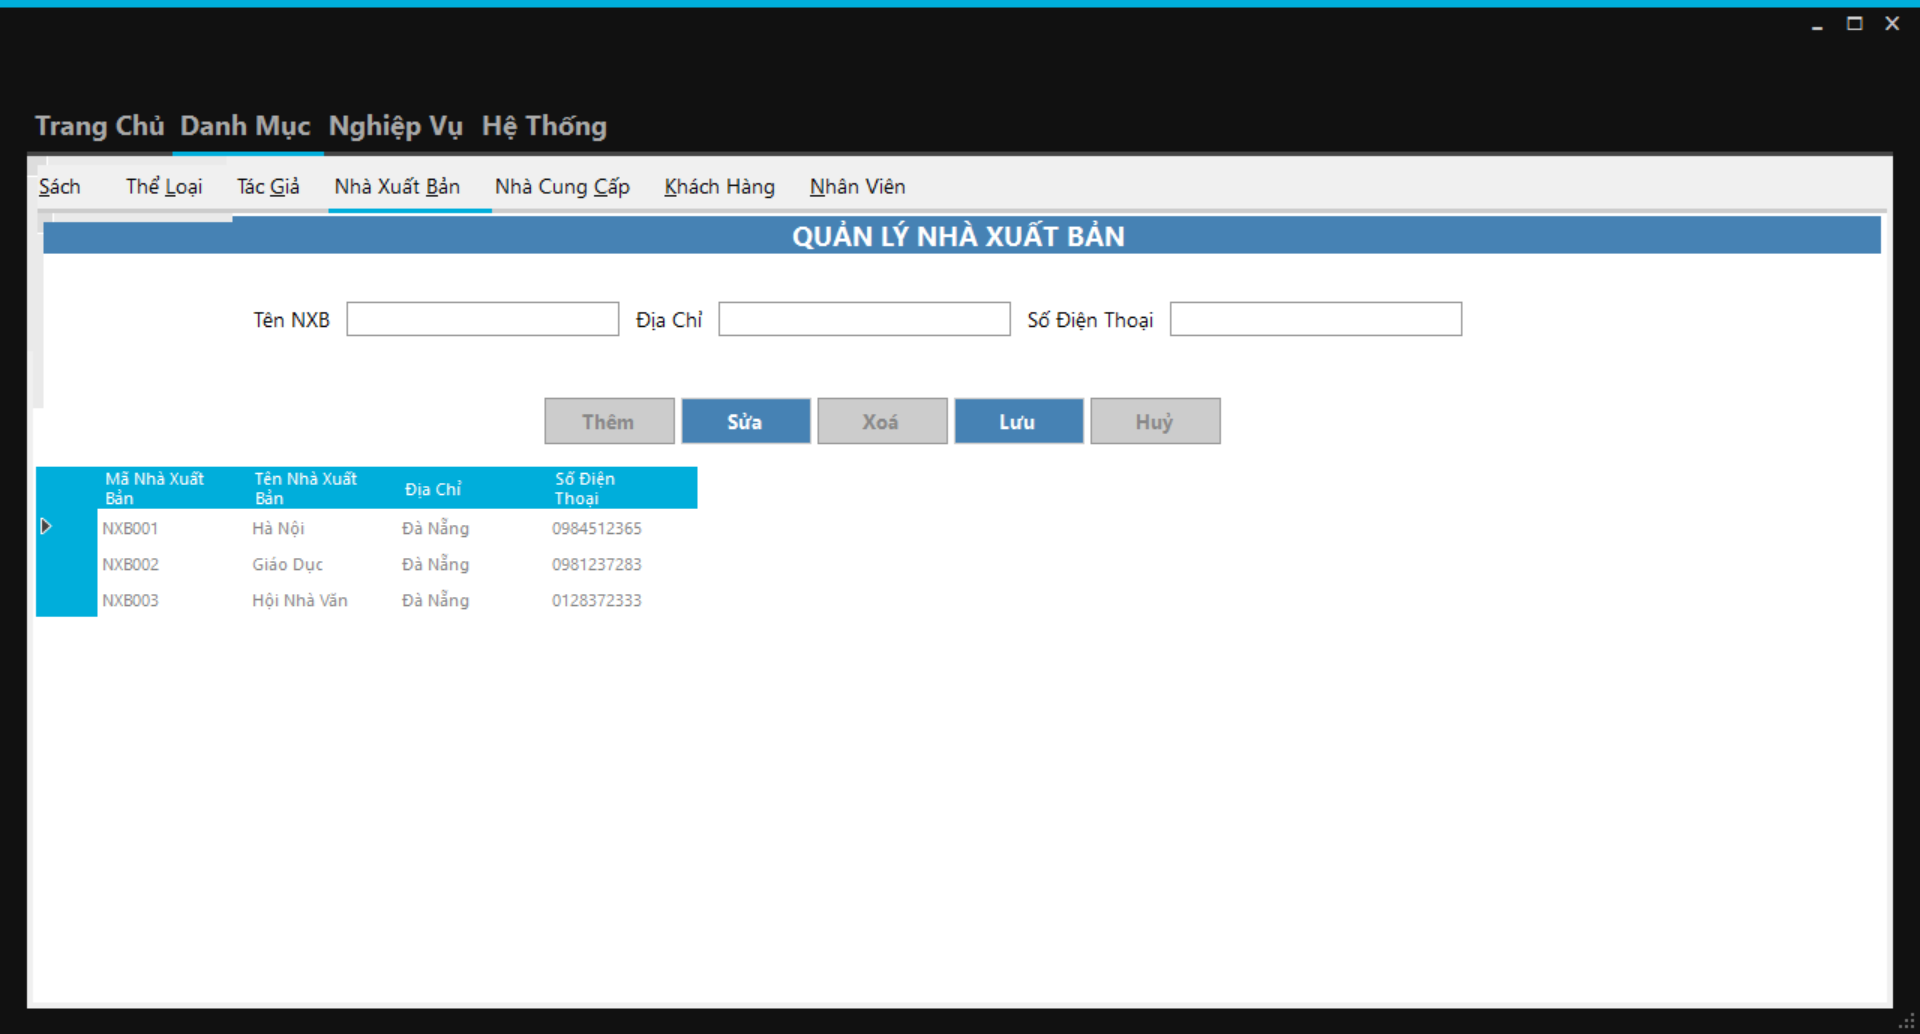 Trang Chủ Danh Mục Nghiệp Vụ Hệ Thống
Sách Thể Loại Tác Giả Nhà Xuất Bản Nhà Cung Cấp Khách Hàng Nhân Viên
QUẢN LÝ NHÀ XUẤT BẢN
Tên NXB Địa Chỉ Số Điện Thoại
Thêm Sửa Xoá Lưu Huỷ
Mã Nhà Xuất Bản Tên Nhà Xuất Bản Địa Chỉ Số Điện Thoại
NXB001 Hà Nội Đà Nẵng 0984512365
NXB002 Giáo Dục Đà Nẵng 0981237283
NXB003 Hội Nhà Văn Đà Nẵng 0128372333